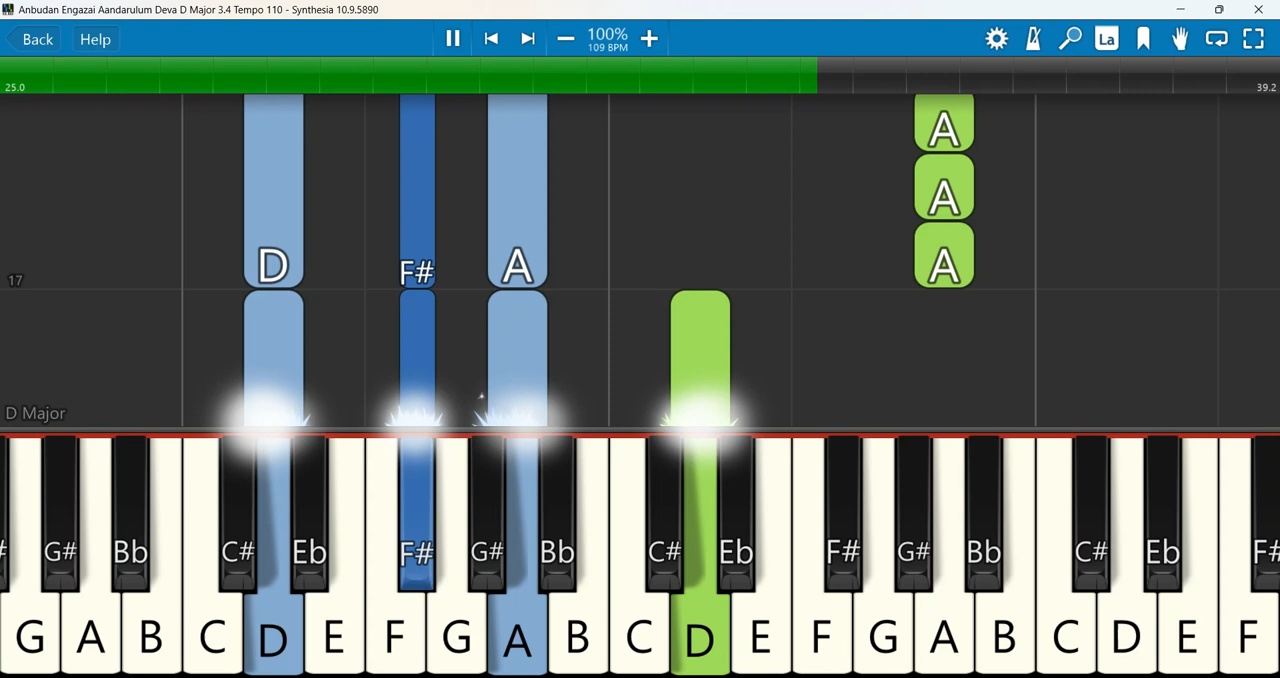 Anbudan Engazai Aandarulum Deva D Major 3.4 Tempo 110 - Synthesia 10.9.5890
Back Help 100% La
109 BPM
25.0 39.2
A
A
D F# A A
17
D Major
G# Bb C# Eb F# G# Bb C# Eb F# G# Bb C# Eb F#
G A B C D E F G A B C D E F G A B C D E F